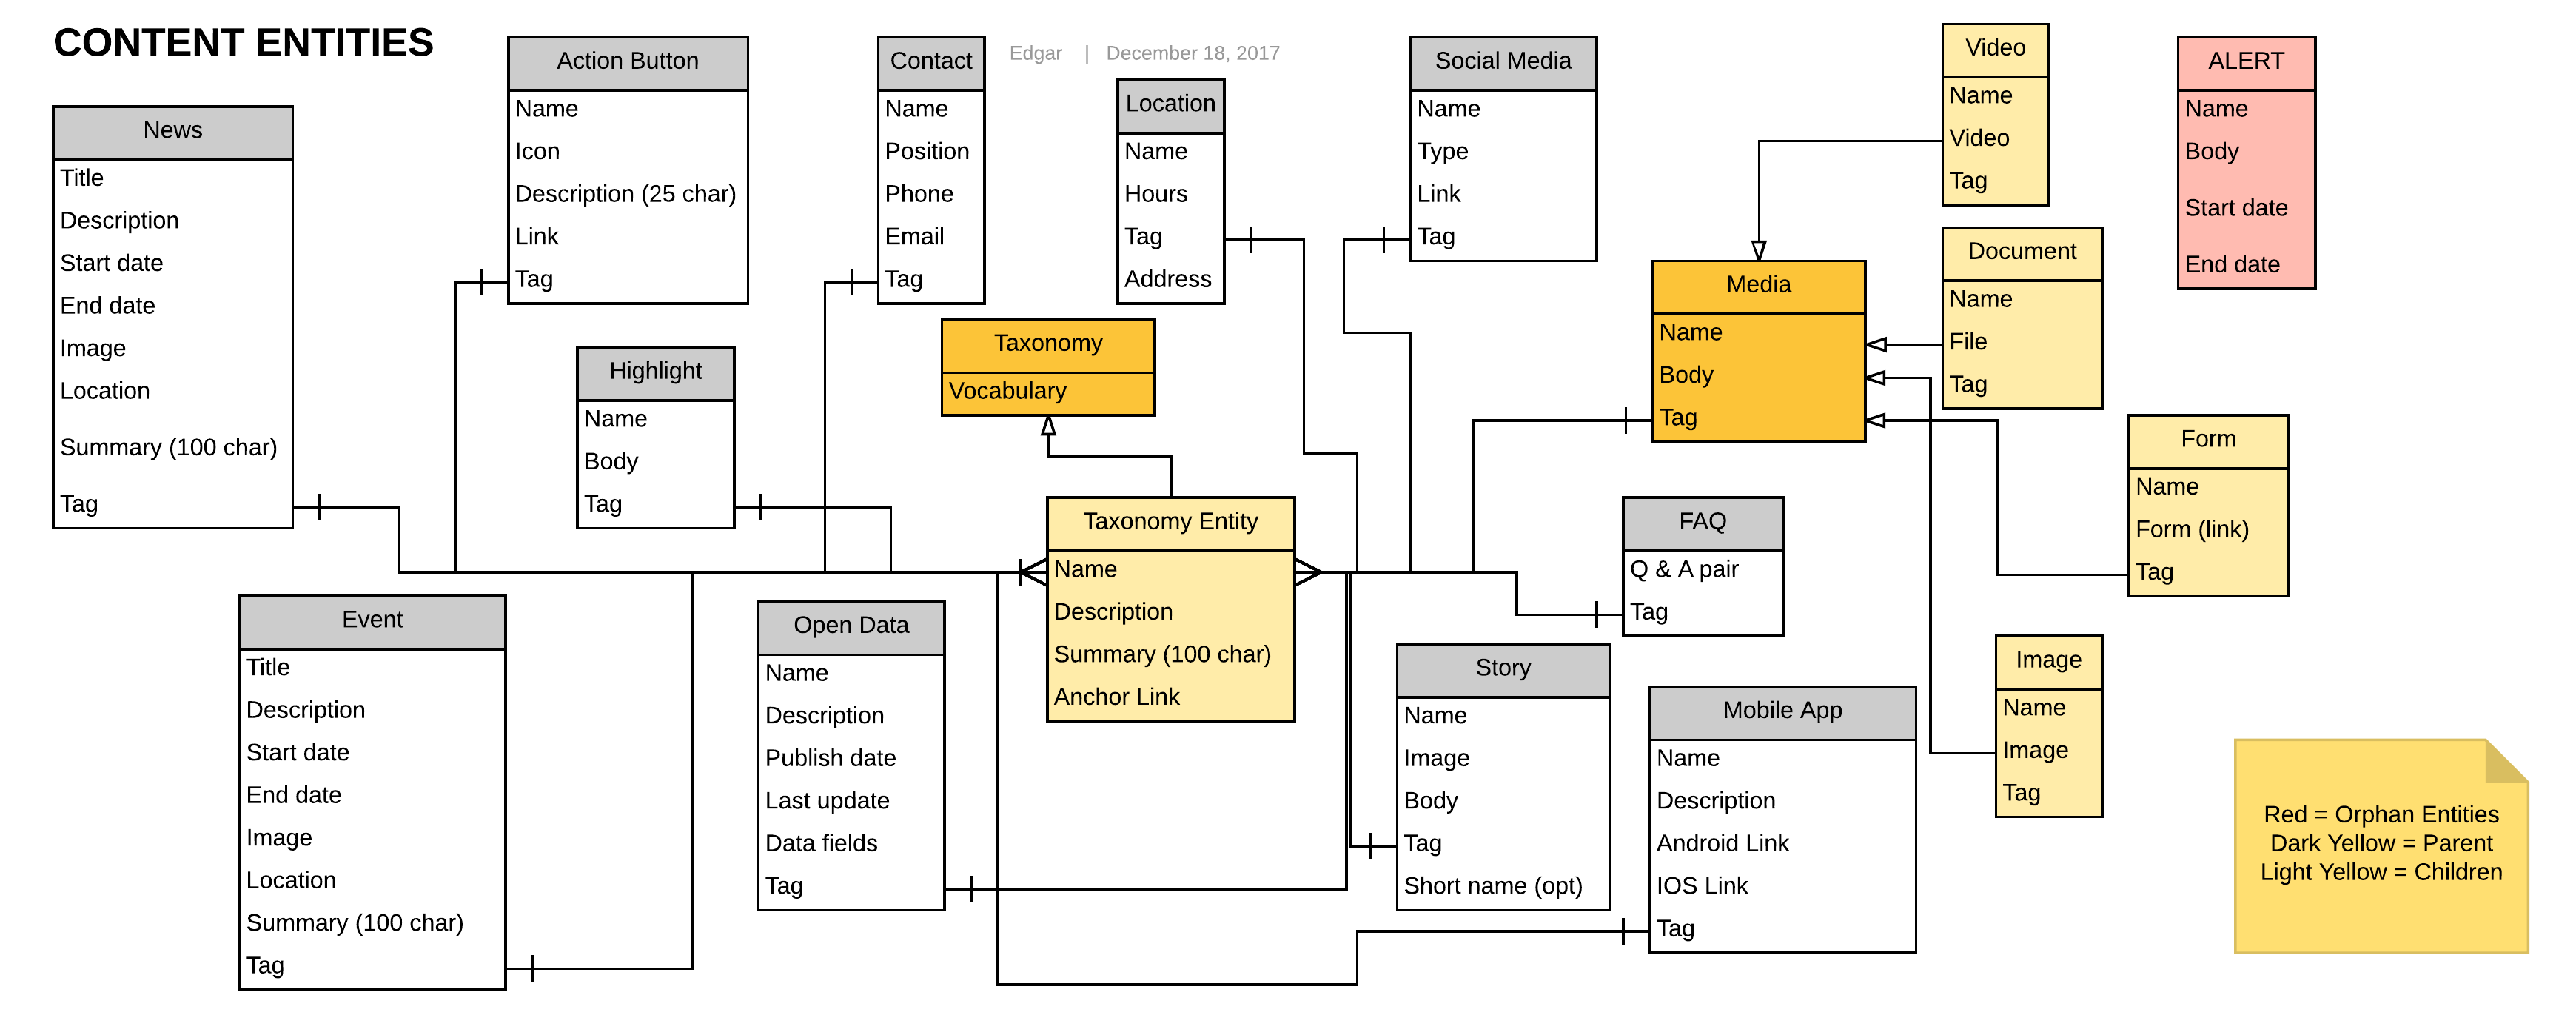 CONTENT ENTITIES
Edgar | December 18, 2017
News
Title
Description
Start date
End date
Image
Location
Summary (100 char)
Tag
Action Button
Name
Icon
Description (25 char)
Link
Tag
Contact
Name
Position
Phone
Email
Tag
Location
Name
Hours
Tag
Address
Social Media
Name
Type
Link
Tag
Video
Name
Video
Tag
ALERT
Name
Body
Start date
End date
Document
Name
File
Tag
Media
Name
Body
Tag
Taxonomy
Vocabulary
Highlight
Name
Body
Tag
Taxonomy Entity
Name
Description
Summary (100 char)
Anchor Link
FAQ
Q & A pair
Tag
Form
Name
Form (link)
Tag
Event
Title
Description
Start date
End date
Image
Location
Summary (100 char)
Tag
Open Data
Name
Description
Publish date
Last update
Data fields
Tag
Story
Name
Image
Body
Tag
Short name (opt)
Mobile App
Name
Description
Android Link
IOS Link
Tag
Image
Name
Image
Tag
Red = Orphan Entities
Dark Yellow = Parent
Light Yellow = Children